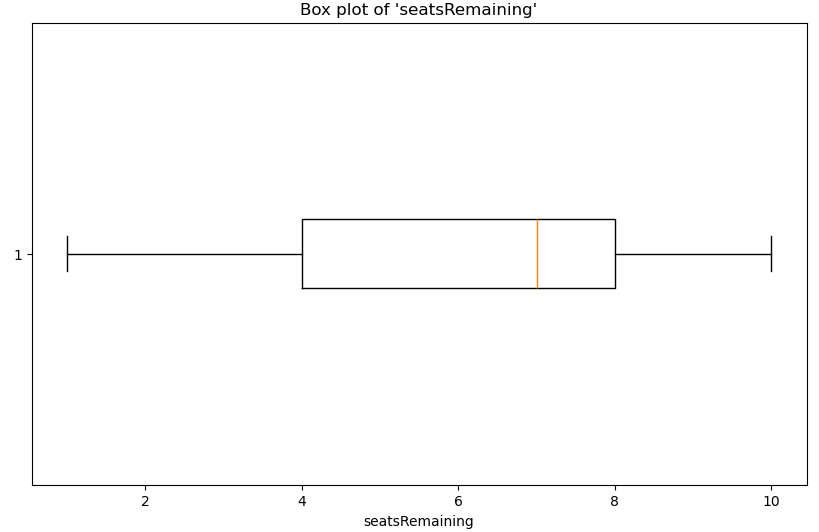 Box plot of 'seatsRemaining'
1
2 4 6 8 10
seatsRemaining